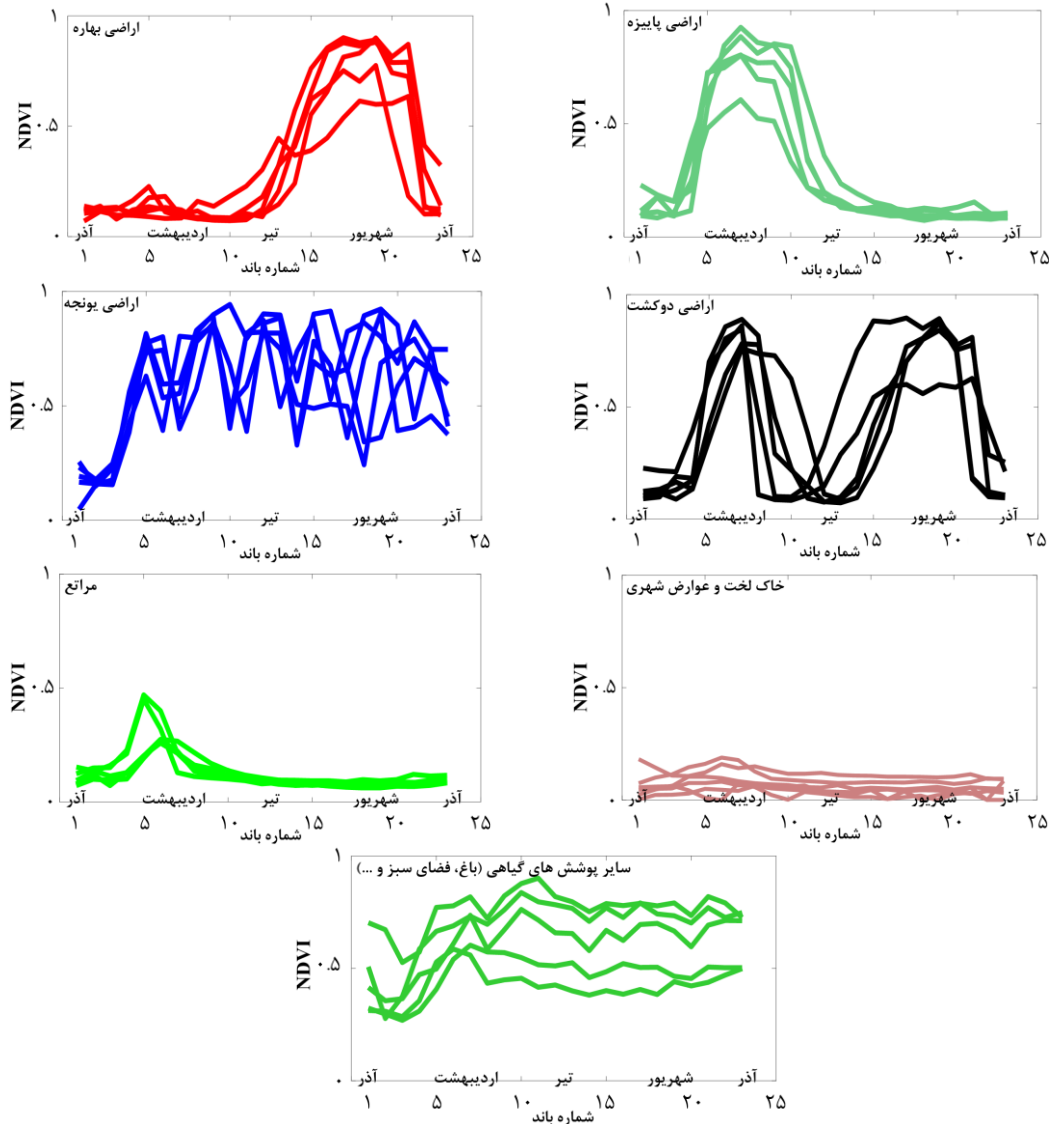 اراضی بهاره
۱
NDVI
۰.۵
۰
آذر اردیبهشت تیر شهریور آذر
۱ ۵ ۱۰ ۱۵ ۲۰ ۲۵
شماره باند
اراضی پاییزه
۱
NDVI
۰.۵
۰
آذر اردیبهشت تیر شهریور آذر
۱ ۵ ۱۰ ۱۵ ۲۰ ۲۵
شماره باند
اراضی یونجه
۱
NDVI
۰.۵
۰
آذر اردیبهشت تیر شهریور آذر
۱ ۵ ۱۰ ۱۵ ۲۰ ۲۵
شماره باند
اراضی دوکشت
۱
NDVI
۰.۵
۰
آذر اردیبهشت تیر شهریور آذر
۱ ۵ ۱۰ ۱۵ ۲۰ ۲۵
شماره باند
مراتع
۱
NDVI
۰.۵
۰
آذر اردیبهشت تیر شهریور آذر
۱ ۵ ۱۰ ۱۵ ۲۰ ۲۵
شماره باند
خاک لخت و عوارض شهری
۱
NDVI
۰.۵
۰
آذر اردیبهشت تیر شهریور آذر
۱ ۵ ۱۰ ۱۵ ۲۰ ۲۵
شماره باند
سایر پوشش های گیاهی (باغ، فضای سبز و ...)
۱
NDVI
۰.۵
۰
آذر اردیبهشت تیر شهریور آذر
۱ ۵ ۱۰ ۱۵ ۲۰ ۲۵
شماره باند